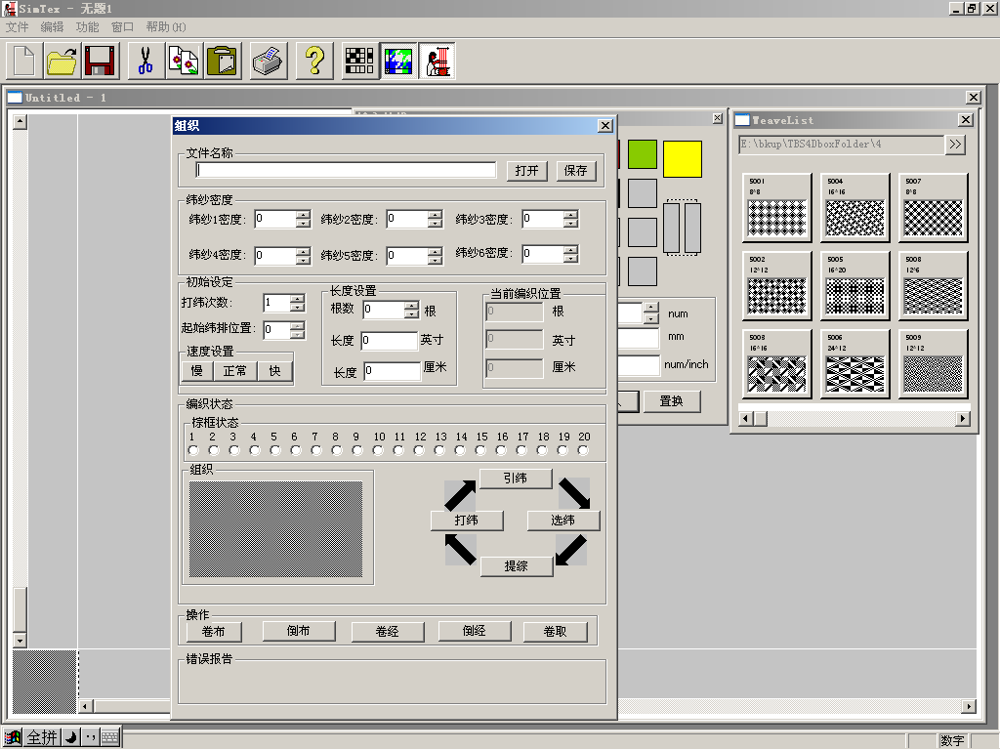 SimTex - 无题1
文件 编辑 功能 窗口 帮助(H)
Untitled - 1
组织
文件名称
打开 保存
纬纱密度
纬纱1密度: 0 纬纱2密度: 0 纬纱3密度: 0
纬纱4密度: 0 纬纱5密度: 0 纬纱6密度: 0
初始设定
打纬次数: 1
起始纬排位置: 0
速度设置
慢 正常 快
长度设置
根数 0 根
长度 0 英寸
长度 0 厘米
当前编织位置
0 根
0 英寸
0 厘米
编织状态
棕框状态
1 2 3 4 5 6 7 8 9 10 11 12 13 14 15 16 17 18 19 20
组织
引纬
打纬 选纬
提综
操作
卷布 倒布 卷经 倒经 卷取
错误报告
num
mm
num/inch
置换
WeaveList
E:\bkup\TBS4DboxFolder\4 >>
5001
8^8
5004
16^16
5007
8^8
5002
12^12
5005
16^20
5008
12^6
5003
16^16
5006
24^12
5009
12^12
全拼
数字